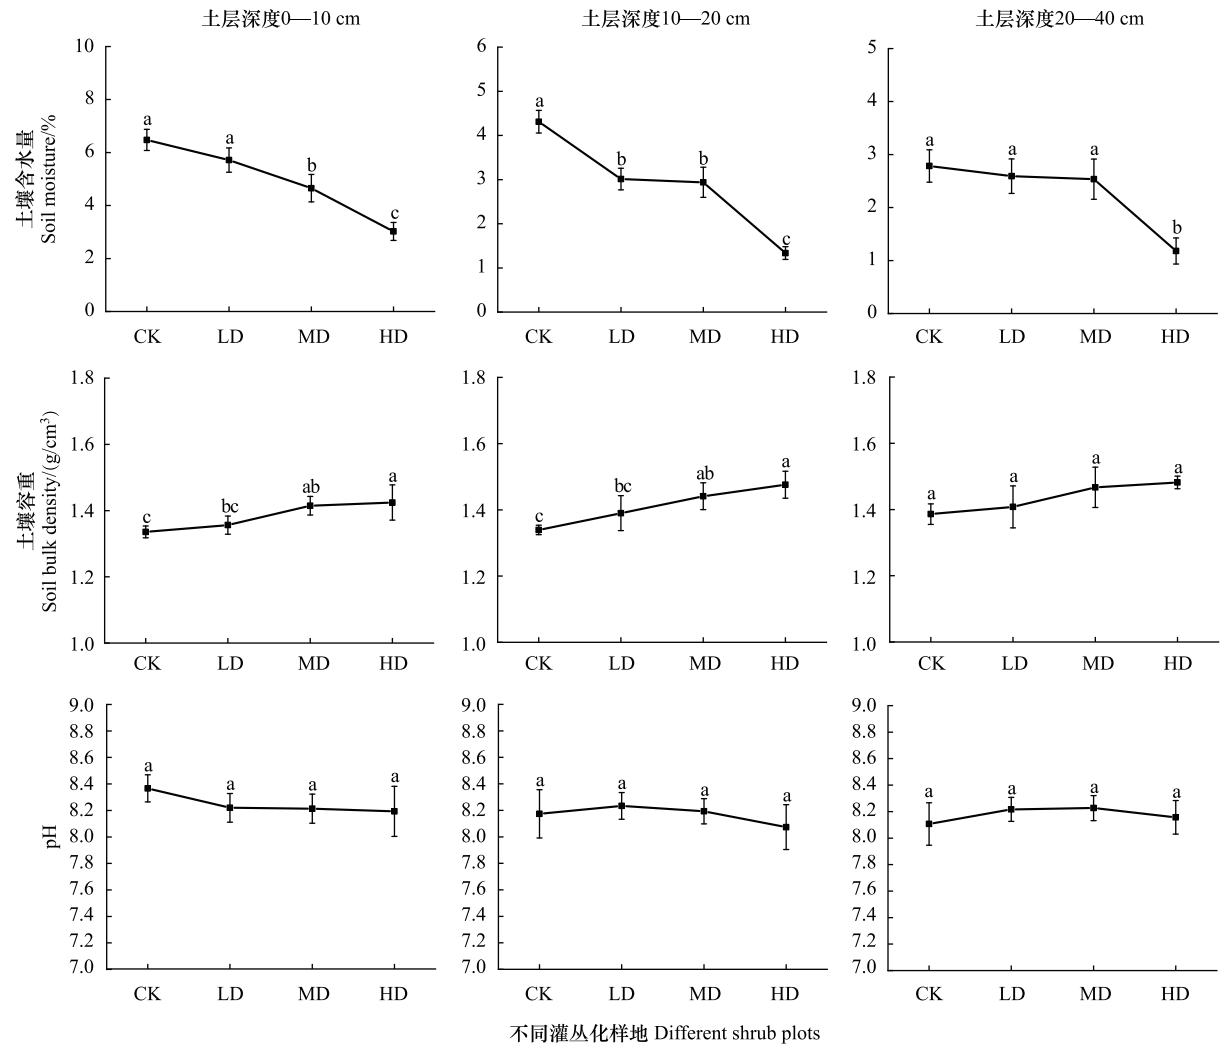 土层深度0—10 cm
土层深度10—20 cm
土层深度20—40 cm
土壤含水量
Soil moisture/%
10
8
6
4
2
0
a
a
b
c
CK LD MD HD
6
5
4
3
2
1
0
a
b
b
c
CK LD MD HD
5
4
3
2
1
0
a
a
a
b
CK LD MD HD
土壤容重
Soil bulk density/(g/cm³)
1.8
1.6
1.4
1.2
1.0
c
bc
ab
a
CK LD MD HD
1.8
1.6
1.4
1.2
1.0
c
bc
ab
a
CK LD MD HD
1.8
1.6
1.4
1.2
1.0
a
a
a
a
CK LD MD HD
pH
9.0
8.8
8.6
8.4
8.2
8.0
7.8
7.6
7.4
7.2
7.0
a
a
a
a
CK LD MD HD
9.0
8.8
8.6
8.4
8.2
8.0
7.8
7.6
7.4
7.2
7.0
a
a
a
a
CK LD MD HD
9.0
8.8
8.6
8.4
8.2
8.0
7.8
7.6
7.4
7.2
7.0
a
a
a
a
CK LD MD HD
不同灌丛化样地 Different shrub plots